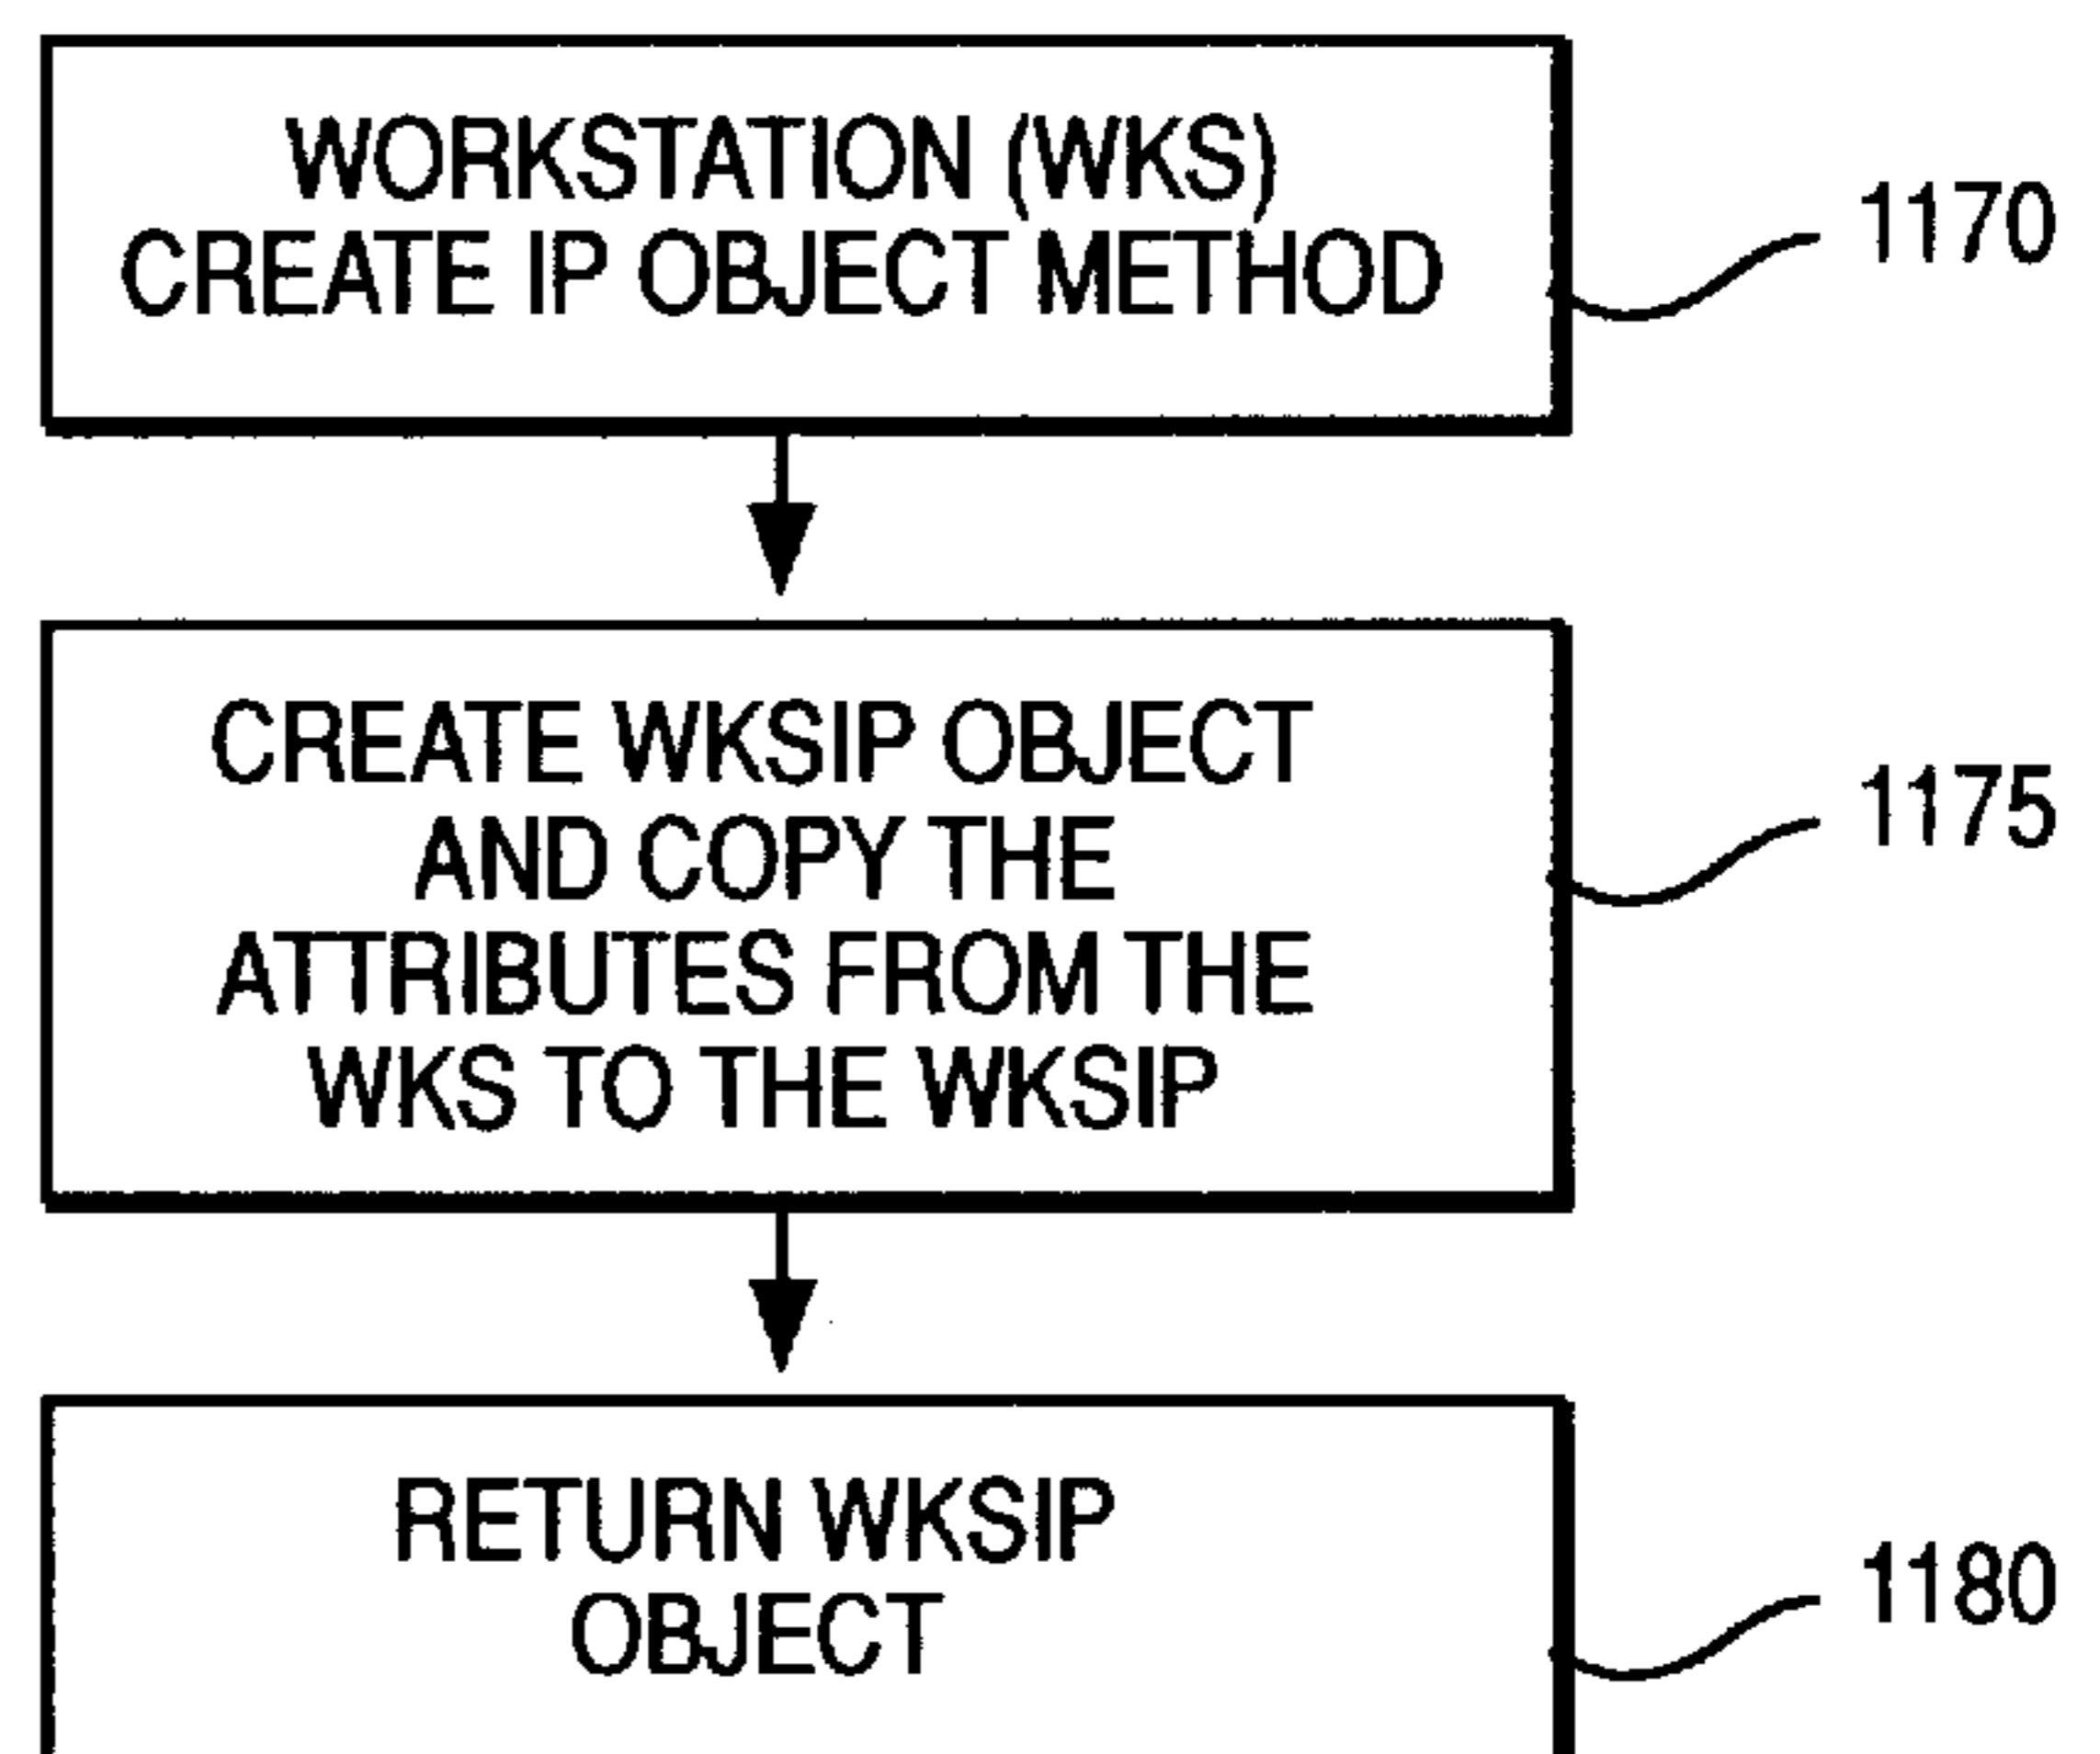 WORKSTATION (WKS)
CREATE IP OBJECT METHOD
1170
CREATE WKSIP OBJECT
AND COPY THE
ATTRIBUTES FROM THE
WKS TO THE WKSIP
1175
RETURN WKSIP
OBJECT
1180